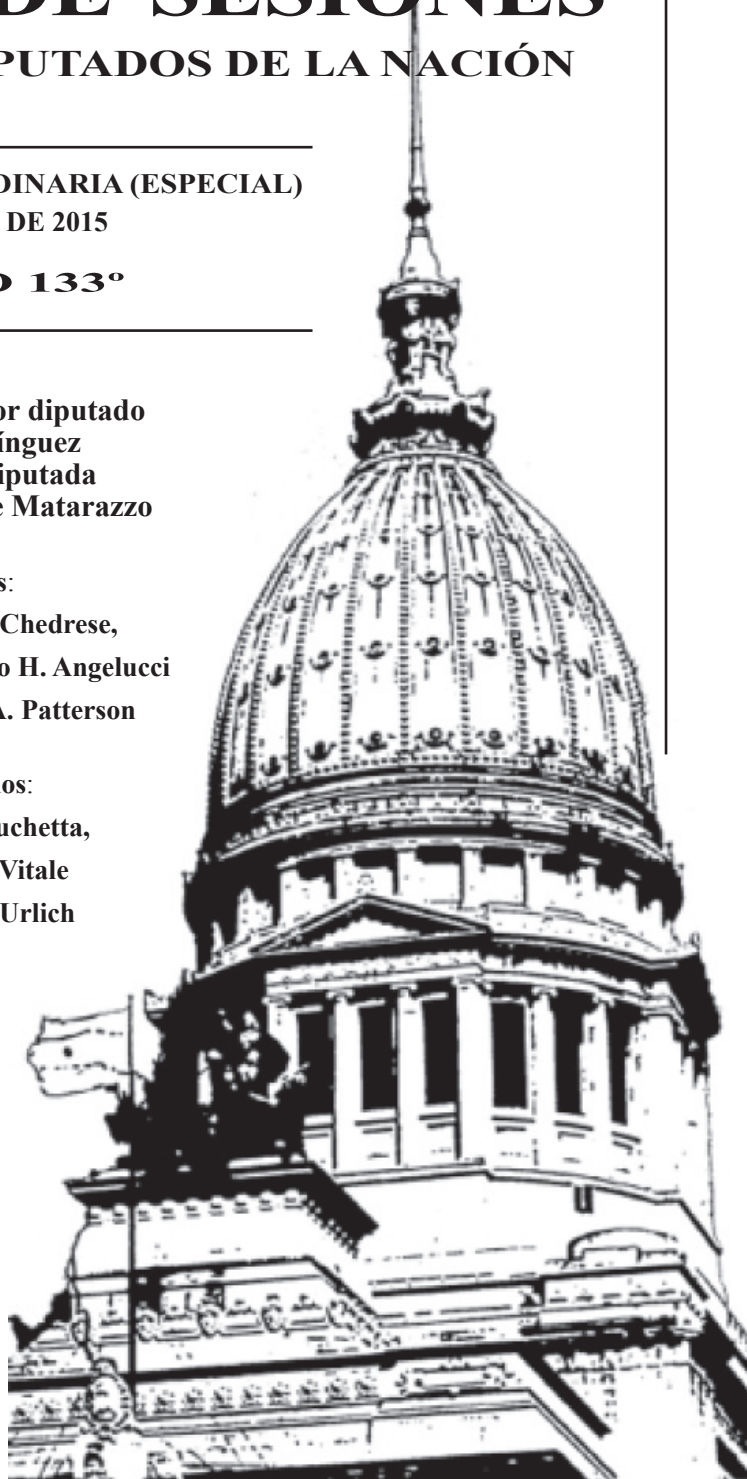 DE SESIONES
PUTADOS DE LA NACIÓN
DINARIA (ESPECIAL)
DE 2015
O 133º
or diputado
ínguez
iputada
e Matarazzo
s:
Chedrese,
o H. Angelucci
A. Patterson
ios:
uchetta,
Vitale
Urlich